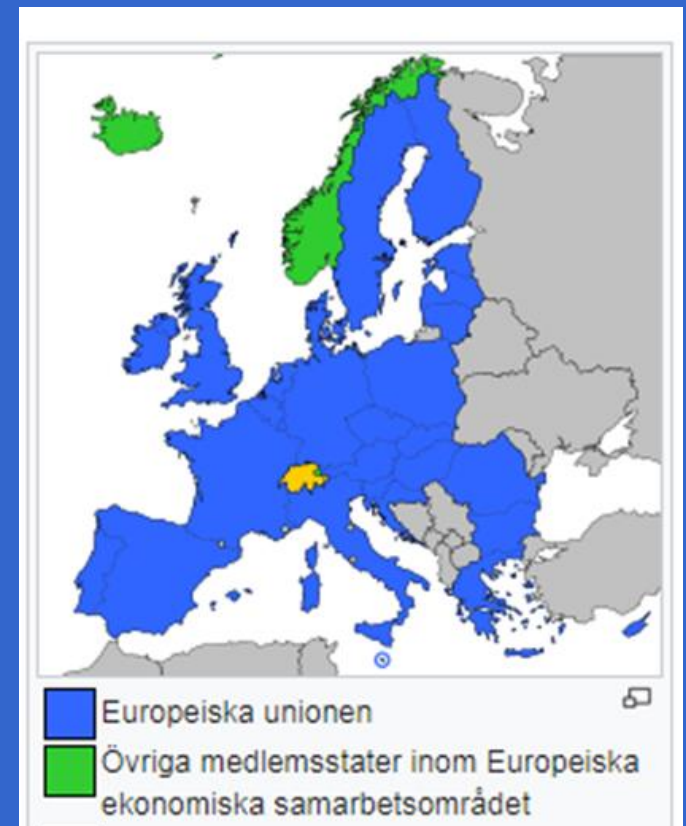 Europeiska unionen
Övriga medlemsstater inom Europeiska
ekonomiska samarbetsområdet